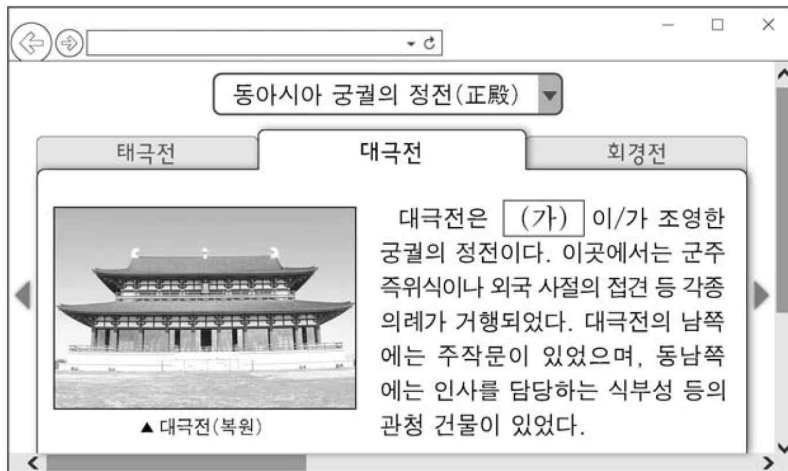 동아시아 궁궐의 정전(正殿)
태극전
대극전
회경전
대극전은 (가) 이/가 조영한
궁궐의 정전이다. 이곳에서는 군주
즉위식이나 외국 사절의 접견 등 각종
의례가 거행되었다. 대극전의 남쪽
에는 주작문이 있었으며, 동남쪽
에는 인사를 담당하는 식부성 등의
관청 건물이 있었다.
▲ 대극전(복원)